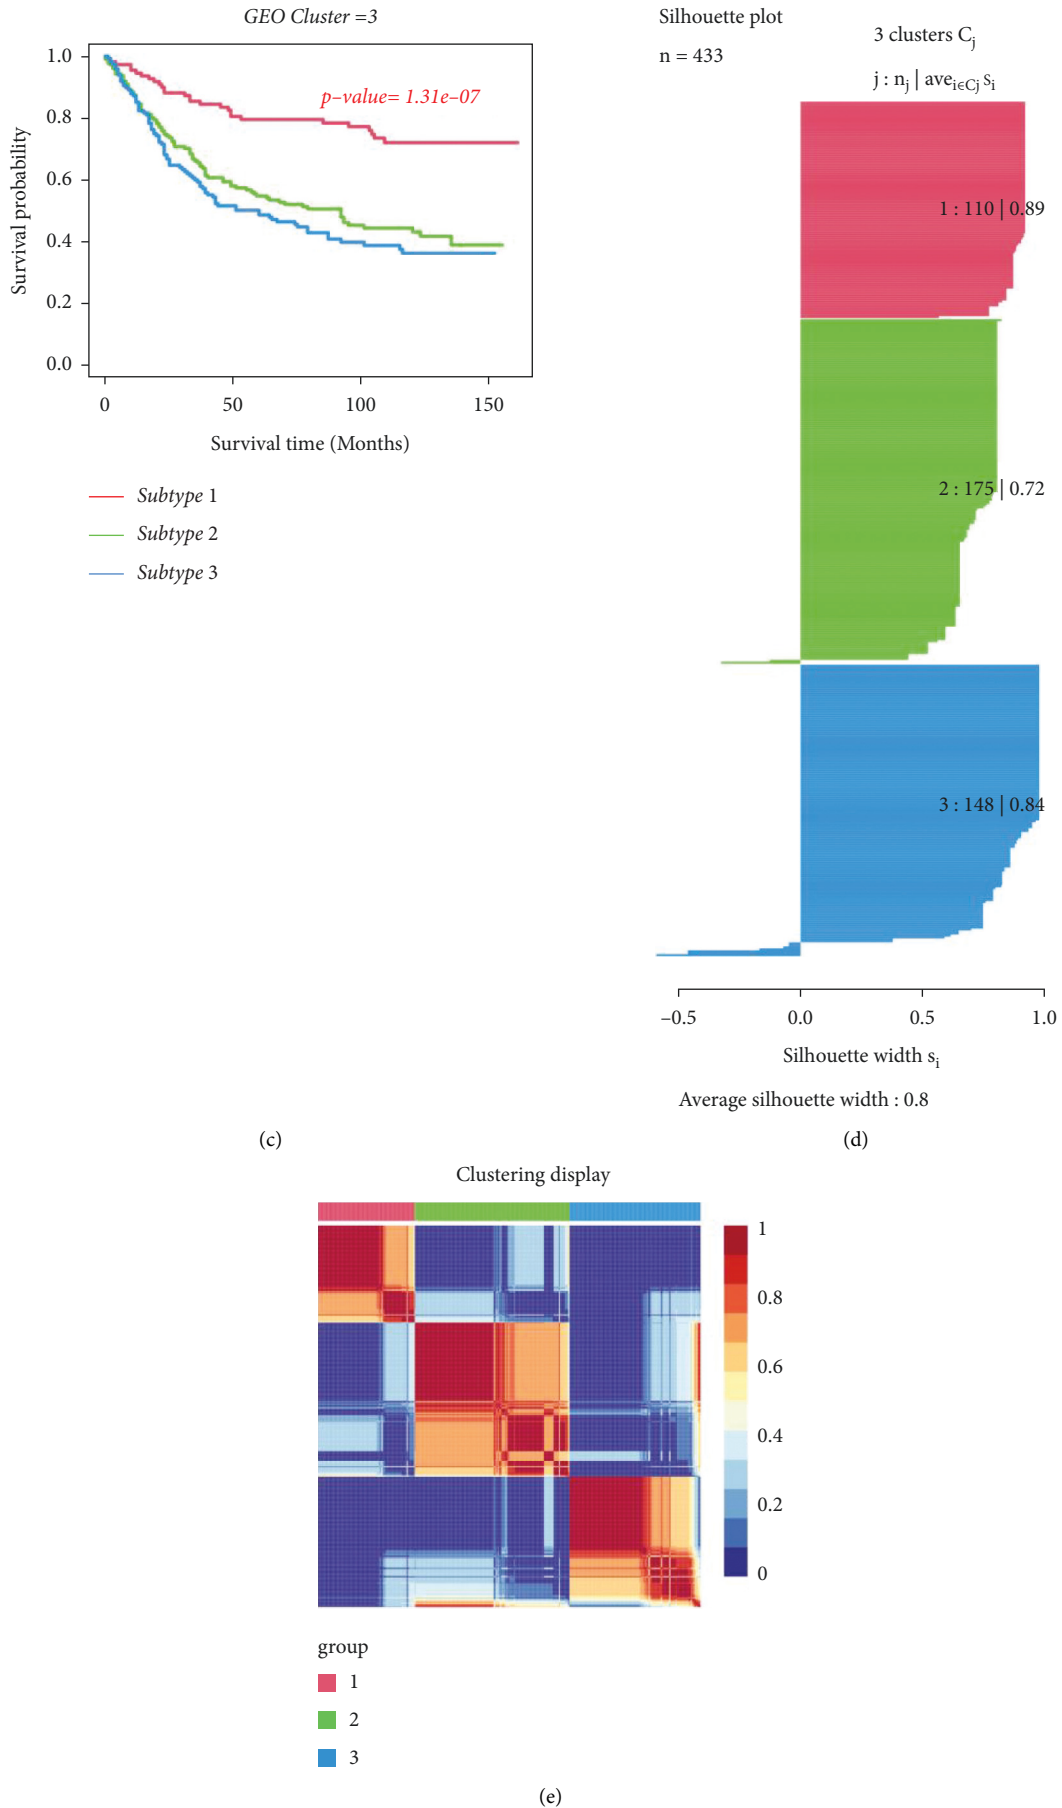 GEO Cluster =3
1.0
0.8
0.6
0.4
0.2
0.0
Survival probability
p–value= 1.31e–07
0
50
100
150
Survival time (Months)
Subtype 1
Subtype 2
Subtype 3
(c)
Silhouette plot
n = 433
3 clusters Cj
j : nj | ave i∈Cj si
1 : 110 | 0.89
2 : 175 | 0.72
3 : 148 | 0.84
–0.5
0.0
0.5
1.0
Silhouette width si
Average silhouette width : 0.8
(d)
Clustering display
1
0.8
0.6
0.4
0.2
0
group
1
2
3
(e)